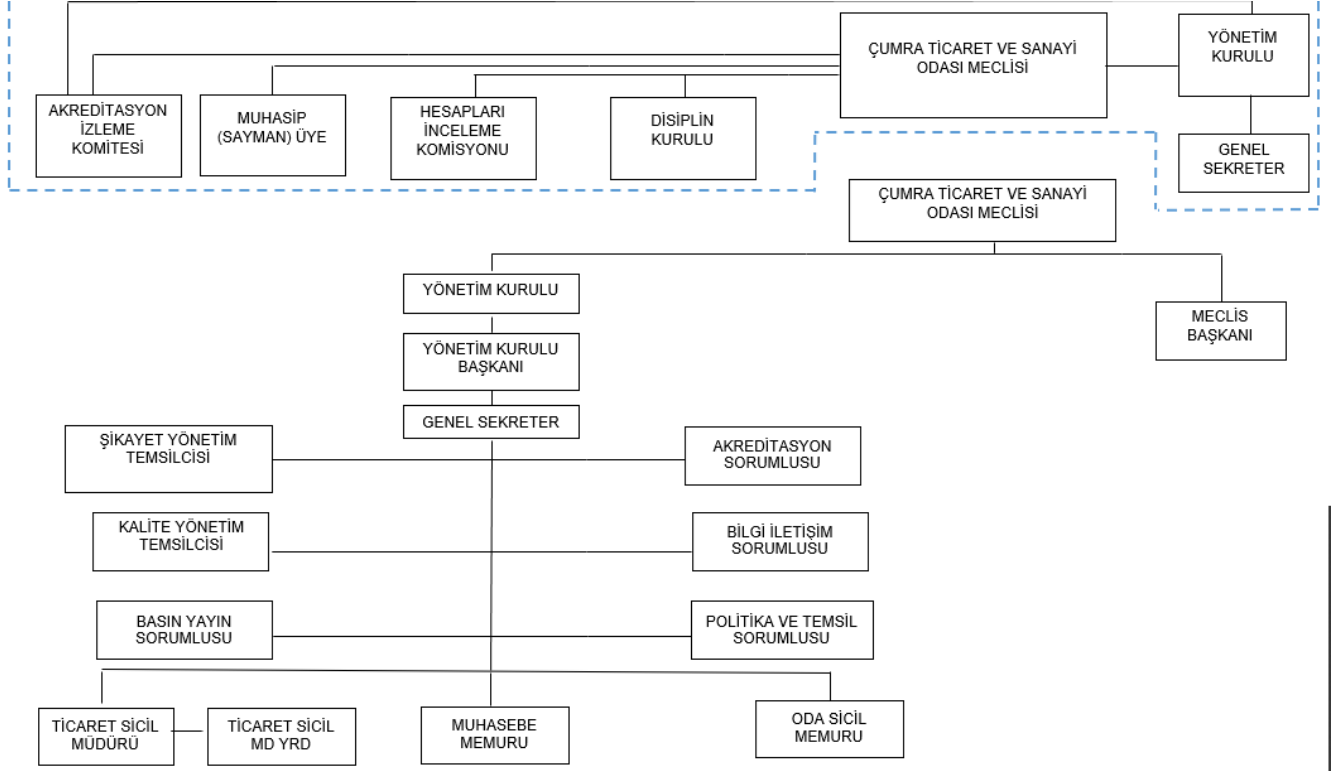 ÇUMRA TİCARET VE SANAYİ
ODASI MECLİSİ
YÖNETİM
KURULU
AKREDİTASYON
İZLEME
KOMİTESİ
MUHASİP
(SAYMAN) ÜYE
HESAPLARI
İNCELEME
KOMİSYONU
DİSİPLİN
KURULU
GENEL
SEKRETER
ÇUMRA TİCARET VE SANAYİ
ODASI MECLİSİ
YÖNETİM KURULU
MECLİS
BAŞKANI
YÖNETİM KURULU
BAŞKANI
GENEL SEKRETER
ŞİKAYET YÖNETİM
TEMSİLCİSİ
AKREDİTASYON
SORUMLUSU
KALİTE YÖNETİM
TEMSİLCİSİ
BİLGİ İLETİŞİM
SORUMLUSU
BASIN YAYIN
SORUMLUSU
POLİTİKA VE TEMSİL
SORUMLUSU
TİCARET SİCİL
MÜDÜRÜ
TİCARET SİCİL
MD YRD
MUHASEBE
MEMURU
ODA SİCİL
MEMURU